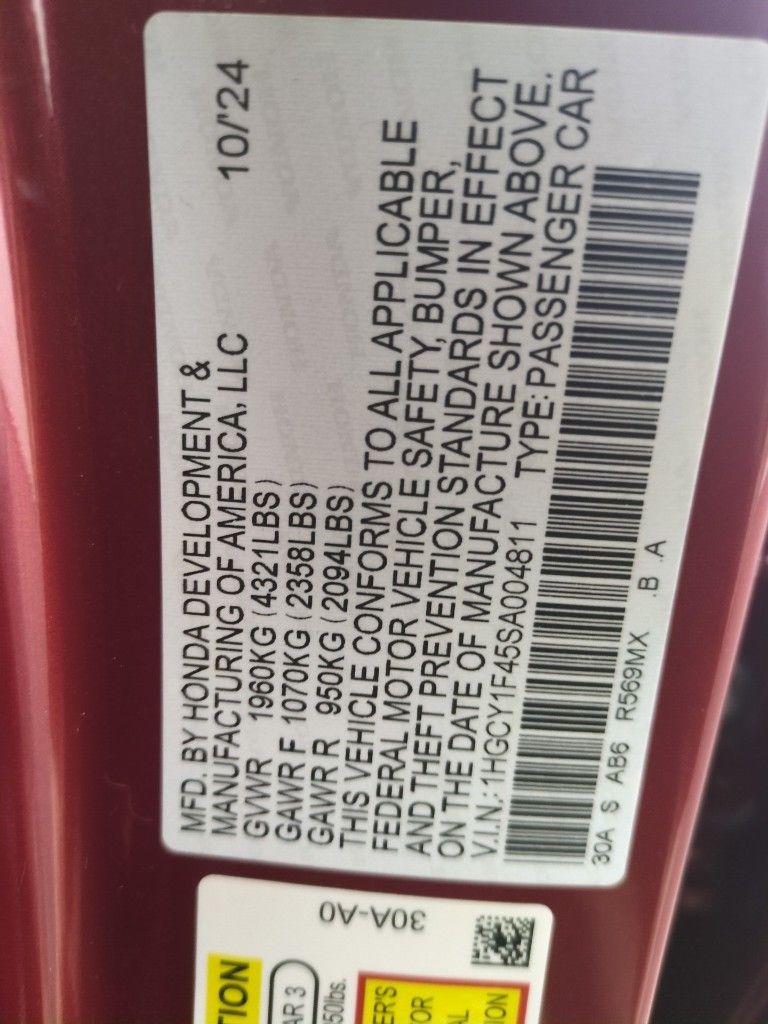 MFD. BY HONDA DEVELOPMENT &
MANUFACTURING OF AMERICA, LLC 10/'24
GVWR 1960KG (4321LBS)
GAWR F 1070KG (2358LBS)
GAWR R 950KG (2094LBS)
THIS VEHICLE CONFORMS TO ALL APPLICABLE
FEDERAL MOTOR VEHICLE SAFETY, BUMPER,
AND THEFT PREVENTION STANDARDS IN EFFECT
ON THE DATE OF MANUFACTURE SHOWN ABOVE.
V.I.N.: 1HGCY1F45SA004811 TYPE: PASSENGER CAR
30A S AB6 R569MX .B .A
30A-A0